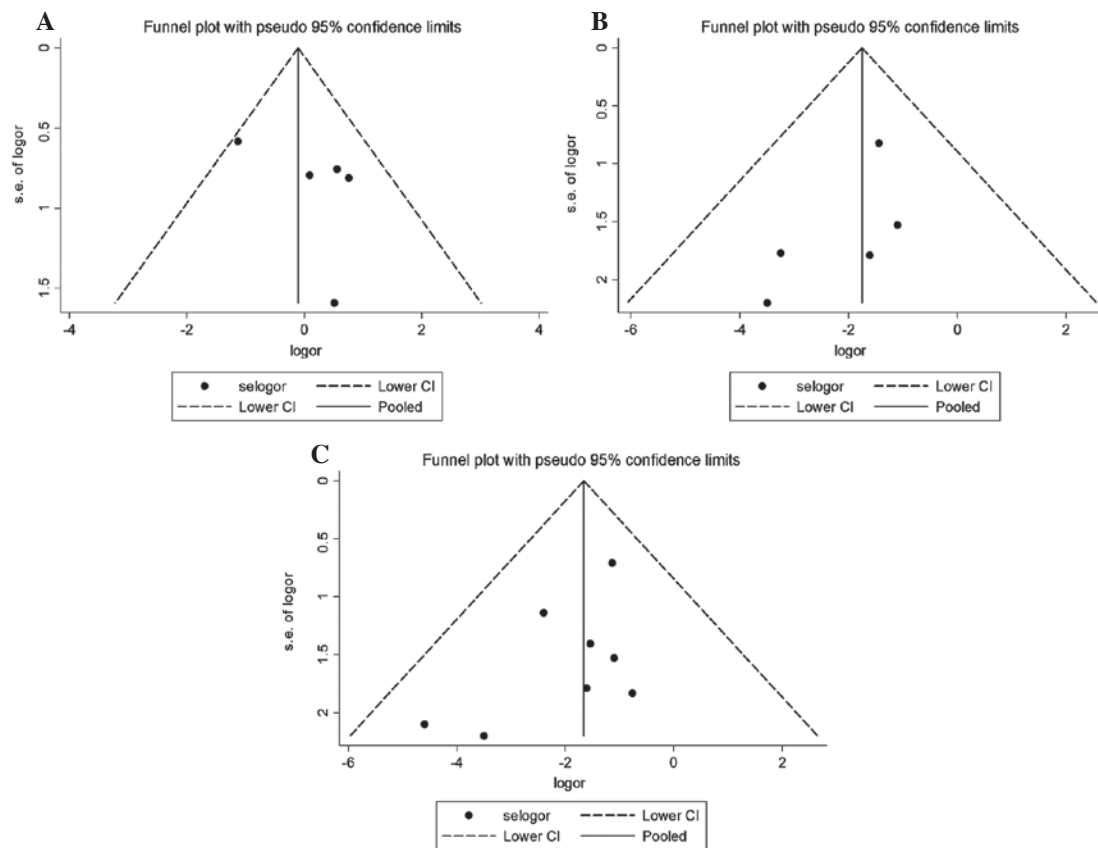 A
Funnel plot with pseudo 95% confidence limits
s.e. of logor
0
0.5
1
1.5
-4 -2 0 2 4
logor
selogor Lower CI
Lower CI Pooled
B
Funnel plot with pseudo 95% confidence limits
s.e. of logor
0
0.5
1
1.5
2
-6 -4 -2 0 2
logor
selogor Lower CI
Lower CI Pooled
C
Funnel plot with pseudo 95% confidence limits
s.e. of logor
0
0.5
1
1.5
2
-6 -4 -2 0 2
logor
selogor Lower CI
Lower CI Pooled